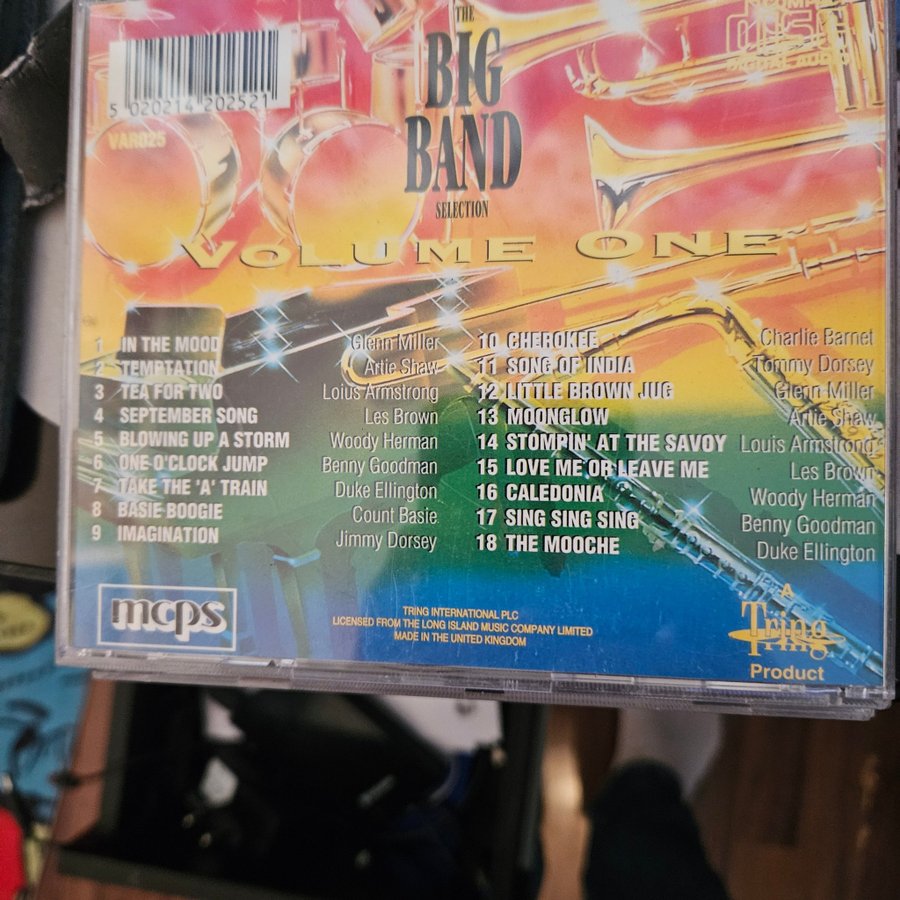 THE
BIG
BAND
SELECTION
5 020214 202521
VAR025
COMPACT
disc
DIGITAL AUDIO
VOLUME ONE
1 IN THE MOOD Glenn Miller
2 TEMPTATION Artie Shaw
3 TEA FOR TWO Loius Armstrong
4 SEPTEMBER SONG Les Brown
5 BLOWING UP A STORM Woody Herman
6 ONE O'CLOCK JUMP Benny Goodman
7 TAKE THE 'A' TRAIN Duke Ellington
8 BASIE BOOGIE Count Basie
9 IMAGINATION Jimmy Dorsey
10 CHEROKEE Charlie Barnet
11 SONG OF INDIA Tommy Dorsey
12 LITTLE BROWN JUG Glenn Miller
13 MOONGLOW Artie Shaw
14 STOMPIN' AT THE SAVOY Louis Armstrong
15 LOVE ME OR LEAVE ME Les Brown
16 CALEDONIA Woody Herman
17 SING SING SING Benny Goodman
18 THE MOOCHE Duke Ellington
mcps
TRING INTERNATIONAL PLC
LICENSED FROM THE LONG ISLAND MUSIC COMPANY LIMITED
MADE IN THE UNITED KINGDOM
A
Tring
Product